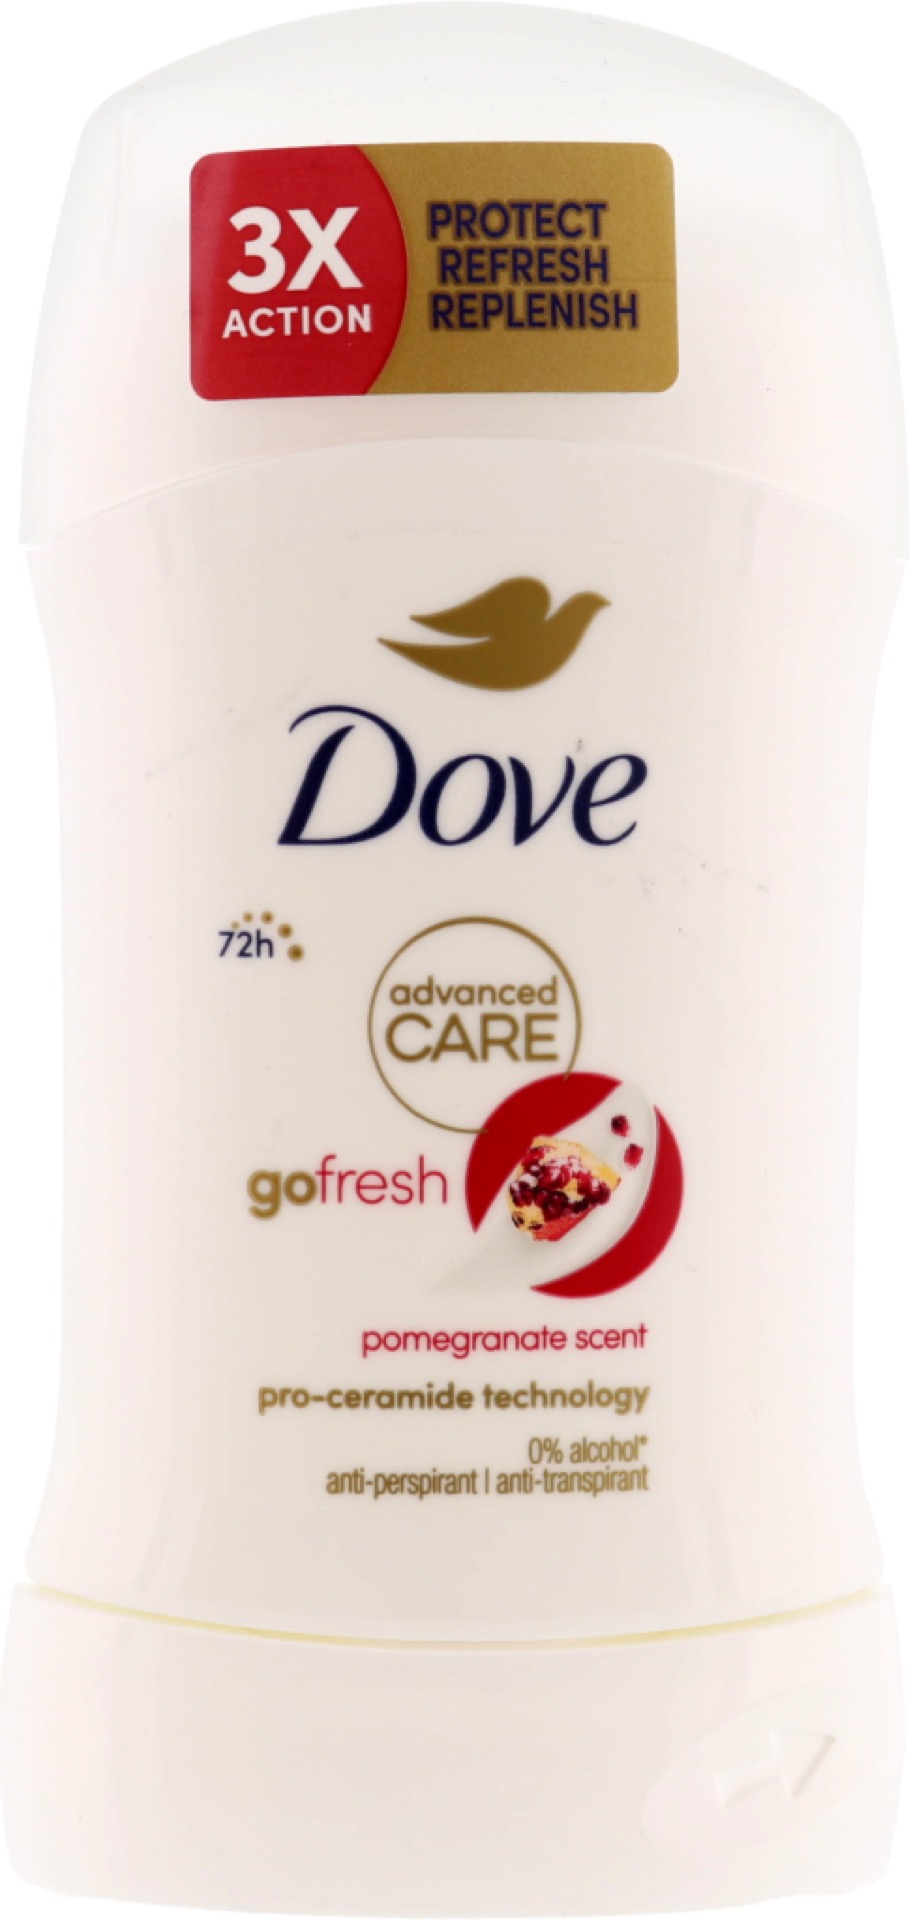 3X
ACTION
PROTECT
REFRESH
REPLENISH
Dove
72h
advanced
CARE
gofresh
pomegranate scent
pro-ceramide technology
0% alcohol*
anti-perspirant | anti-transpirant